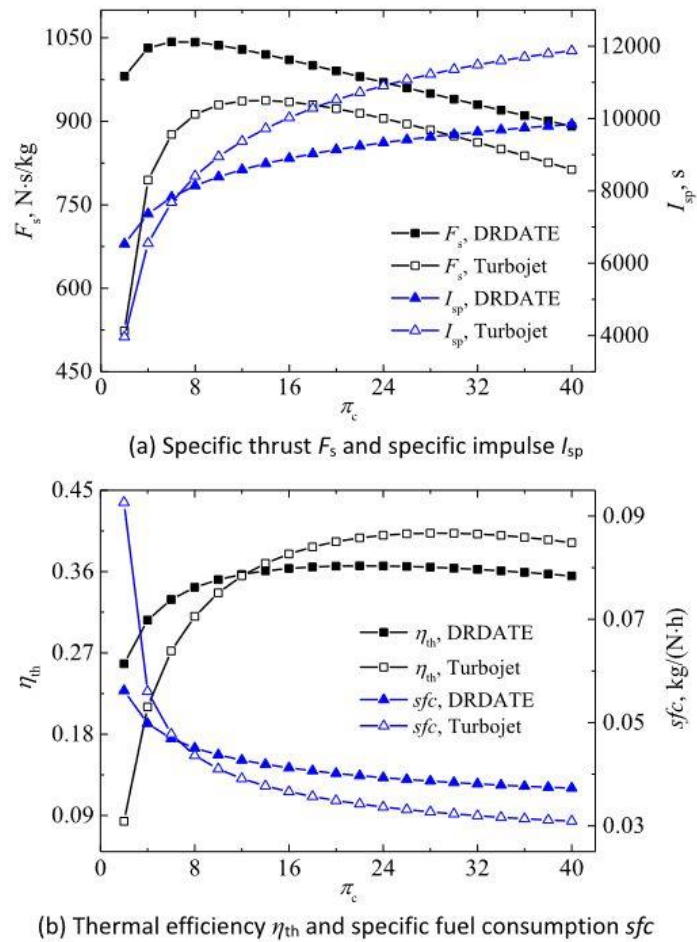 1050
900
750
600
450
F_s, N·s/kg
12000
10000
8000
6000
4000
I_sp, s
F_s, DRDATE
F_s, Turbojet
I_sp, DRDATE
I_sp, Turbojet
0 8 16 24 32 40
π_c
(a) Specific thrust F_s and specific impulse I_sp
0.45
0.36
0.27
0.18
0.09
η_th
0.09
0.07
0.05
0.03
sfc, kg/(N·h)
η_th, DRDATE
η_th, Turbojet
sfc, DRDATE
sfc, Turbojet
0 8 16 24 32 40
π_c
(b) Thermal efficiency η_th and specific fuel consumption sfc